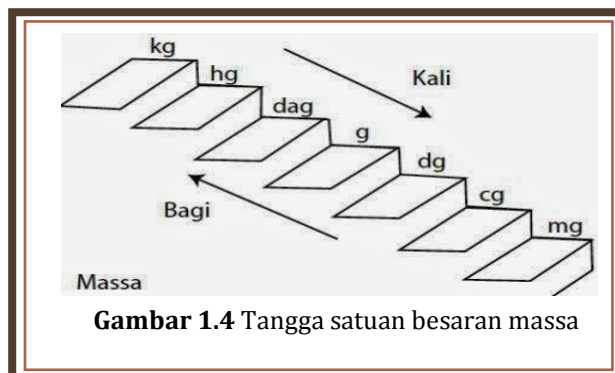 kg
hg
Kali
dag
g
dg
Bagi
cg
mg
Massa
Gambar 1.4 Tangga satuan besaran massa